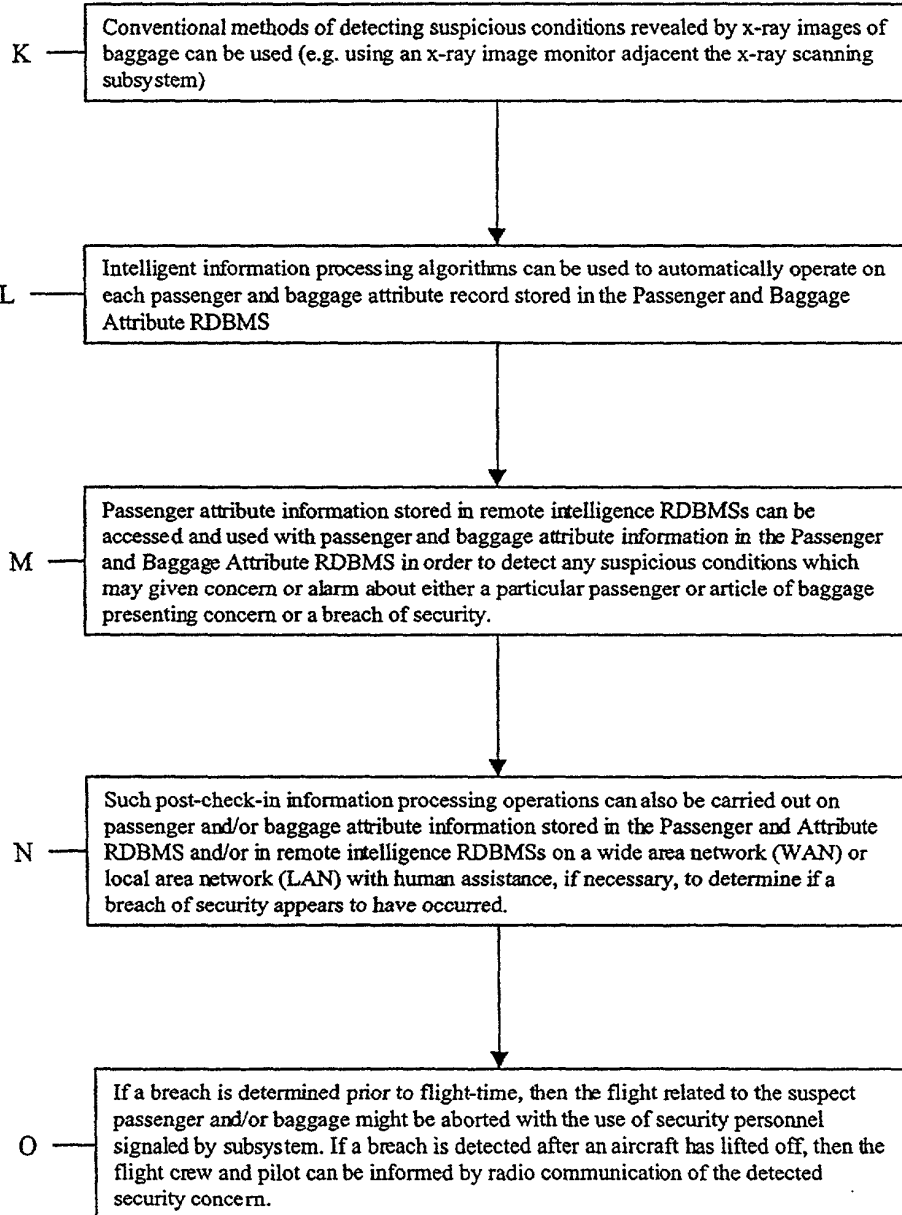 Conventional methods of detecting suspicious conditions revealed by x-ray images of
K
baggage can be used (e.g. using an x-ray image monitor adjacent the x-ray scanning
subsystem)
Intelligent information processing algorithms can be used to automatically operate on
L
each passenger and baggage attribute record stored in the Passenger and Baggage
Attribute RDBMS
Passenger attribute information stored in remote intelligence RDBMSs can be
accessed and used with passenger and baggage attribute information in the Passenger
M
and Baggage Attribute RDBMS in order to detect any suspicious conditions which
may given concern or alarm about either a particular passenger or article of baggage
presenting concern or a breach of security.
Such post-check-in information processing operations can also be carried out on
passenger and/or baggage attribute information stored in the Passenger and Attribute
N
RDBMS and/or in remote intelligence RDBMSs on a wide area network (WAN) or
local area network (LAN) with human assistance, if necessary, to determine if a
breach of security appears to have occurred.
If a breach is determined prior to flight-time, then the flight related to the suspect
passenger and/or baggage might be aborted with the use of security personnel
O
signaled by subsystem. If a breach is detected after an aircraft has lifted off, then the
flight crew and pilot can be informed by radio communication of the detected
security concern.